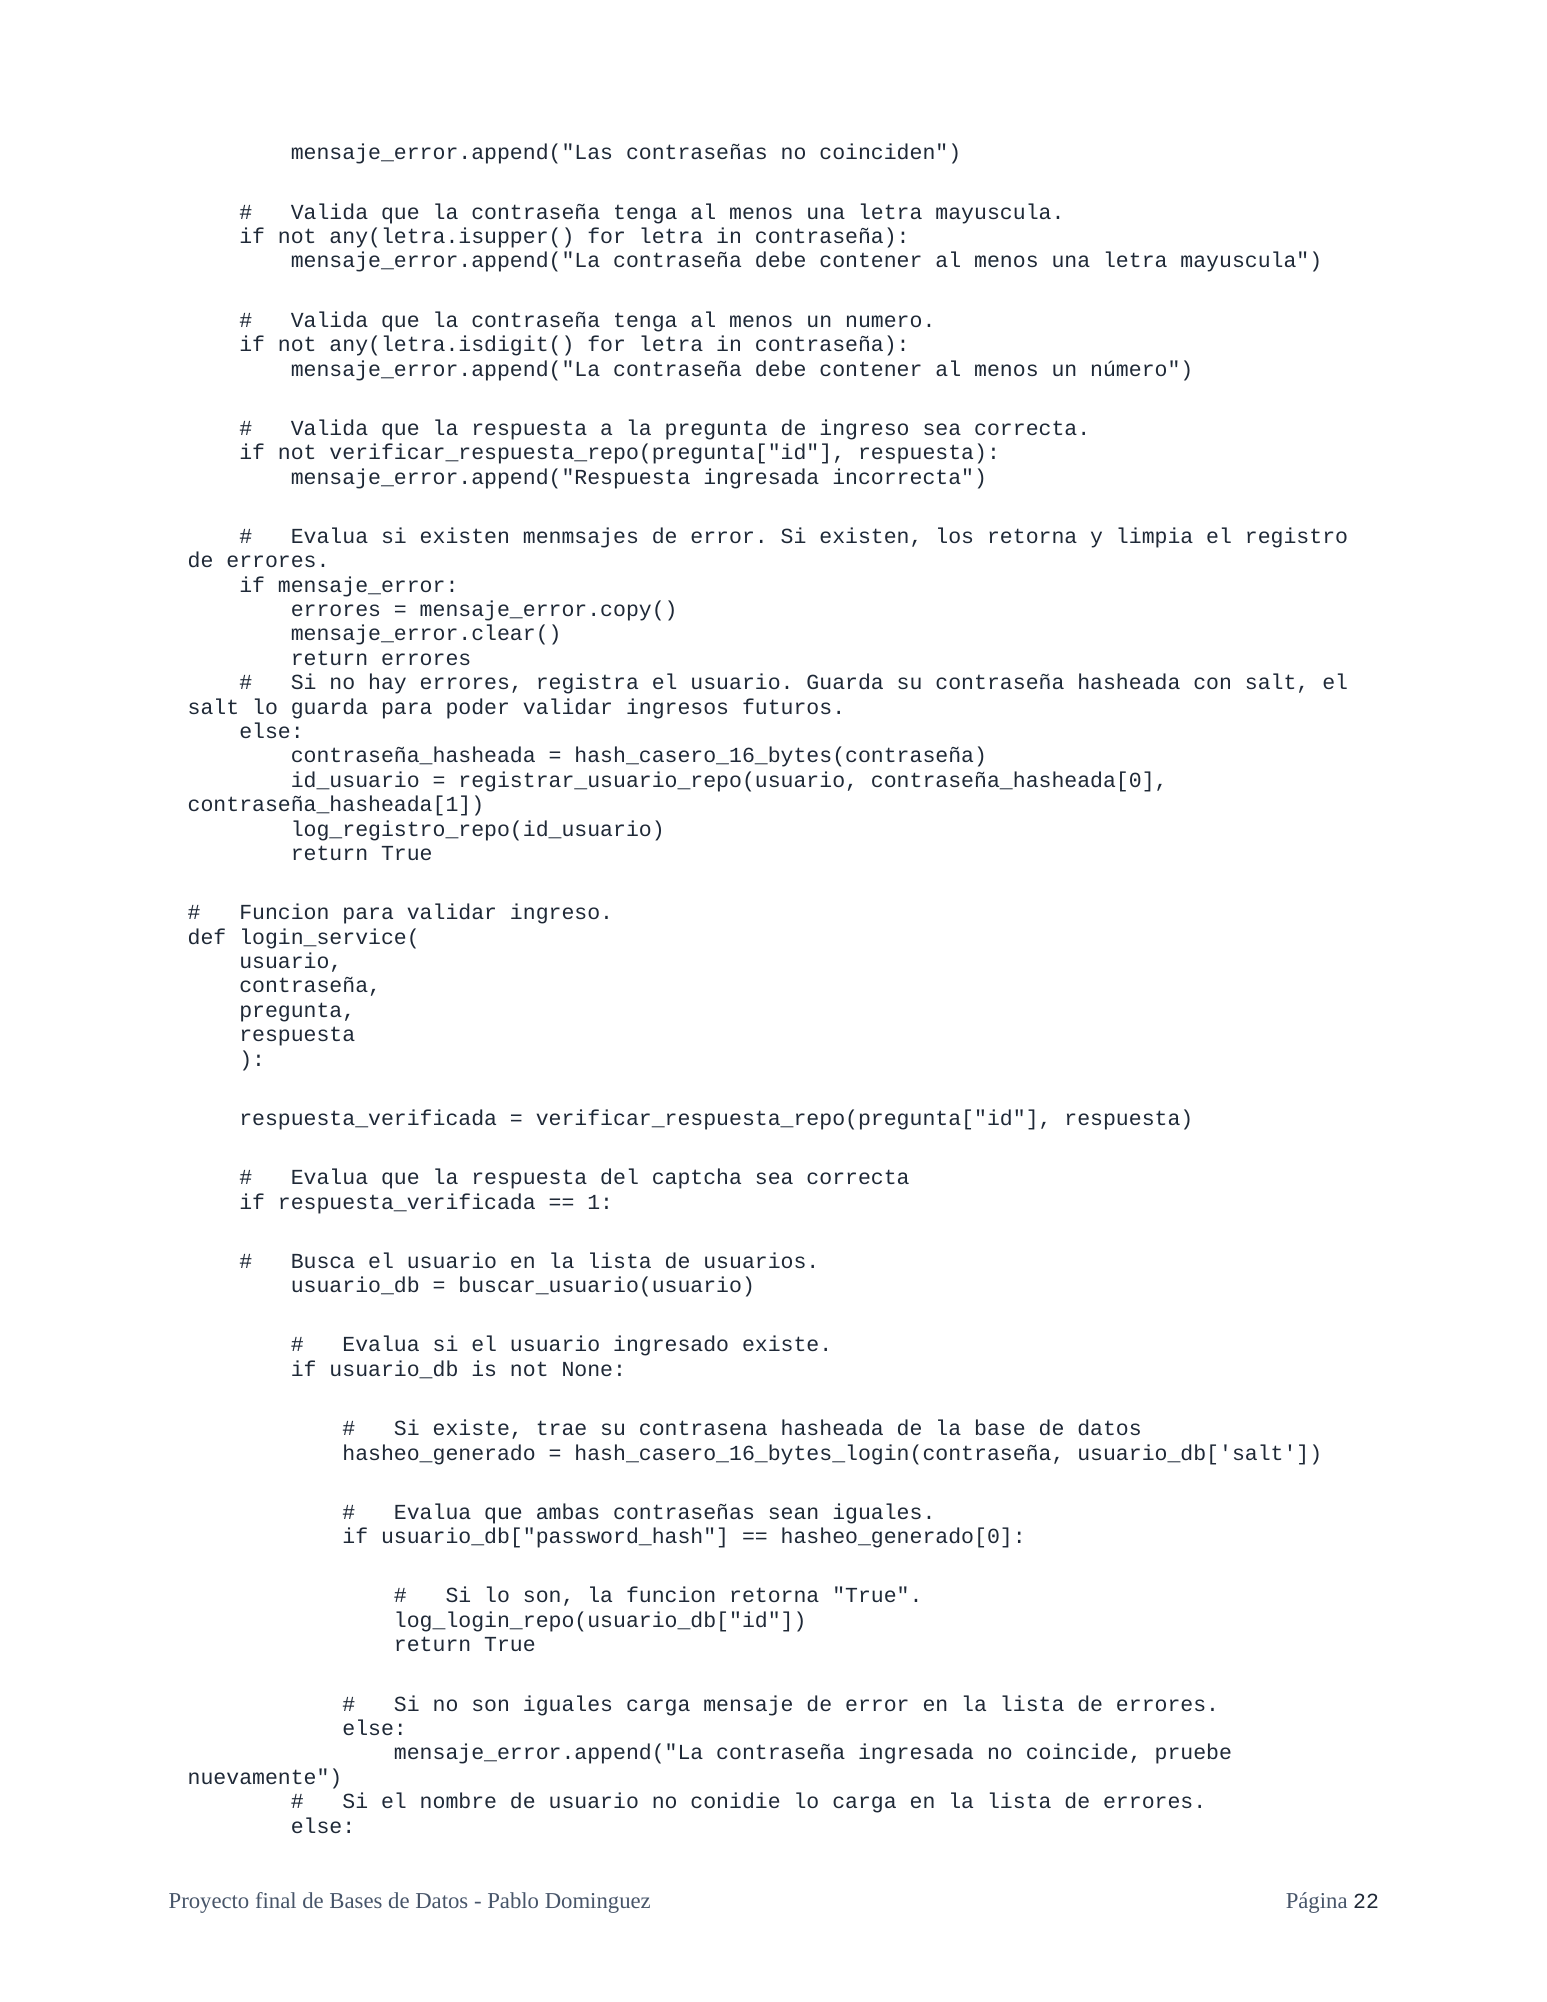 mensaje_error.append("Las contraseñas no coinciden")
#   Valida que la contraseña tenga al menos una letra mayuscula.
if not any(letra.isupper() for letra in contraseña):
mensaje_error.append("La contraseña debe contener al menos una letra mayuscula")
#   Valida que la contraseña tenga al menos un numero.
if not any(letra.isdigit() for letra in contraseña):
mensaje_error.append("La contraseña debe contener al menos un número")
#   Valida que la respuesta a la pregunta de ingreso sea correcta.
if not verificar_respuesta_repo(pregunta["id"], respuesta):
mensaje_error.append("Respuesta ingresada incorrecta")
#   Evalua si existen menmsajes de error. Si existen, los retorna y limpia el registro
de errores.
if mensaje_error:
errores = mensaje_error.copy()
mensaje_error.clear()
return errores
#   Si no hay errores, registra el usuario. Guarda su contraseña hasheada con salt, el
salt lo guarda para poder validar ingresos futuros.
else:
contraseña_hasheada = hash_casero_16_bytes(contraseña)
id_usuario = registrar_usuario_repo(usuario, contraseña_hasheada[0],
contraseña_hasheada[1])
log_registro_repo(id_usuario)
return True
#   Funcion para validar ingreso.
def login_service(
usuario,
contraseña,
pregunta,
respuesta
):
respuesta_verificada = verificar_respuesta_repo(pregunta["id"], respuesta)
#   Evalua que la respuesta del captcha sea correcta
if respuesta_verificada == 1:
#   Busca el usuario en la lista de usuarios.
usuario_db = buscar_usuario(usuario)
#   Evalua si el usuario ingresado existe.
if usuario_db is not None:
#   Si existe, trae su contrasena hasheada de la base de datos
hasheo_generado = hash_casero_16_bytes_login(contraseña, usuario_db['salt'])
#   Evalua que ambas contraseñas sean iguales.
if usuario_db["password_hash"] == hasheo_generado[0]:
#   Si lo son, la funcion retorna "True".
log_login_repo(usuario_db["id"])
return True
#   Si no son iguales carga mensaje de error en la lista de errores.
else:
mensaje_error.append("La contraseña ingresada no coincide, pruebe
nuevamente")
#   Si el nombre de usuario no conidie lo carga en la lista de errores.
else:
Proyecto final de Bases de Datos - Pablo Dominguez Página 22